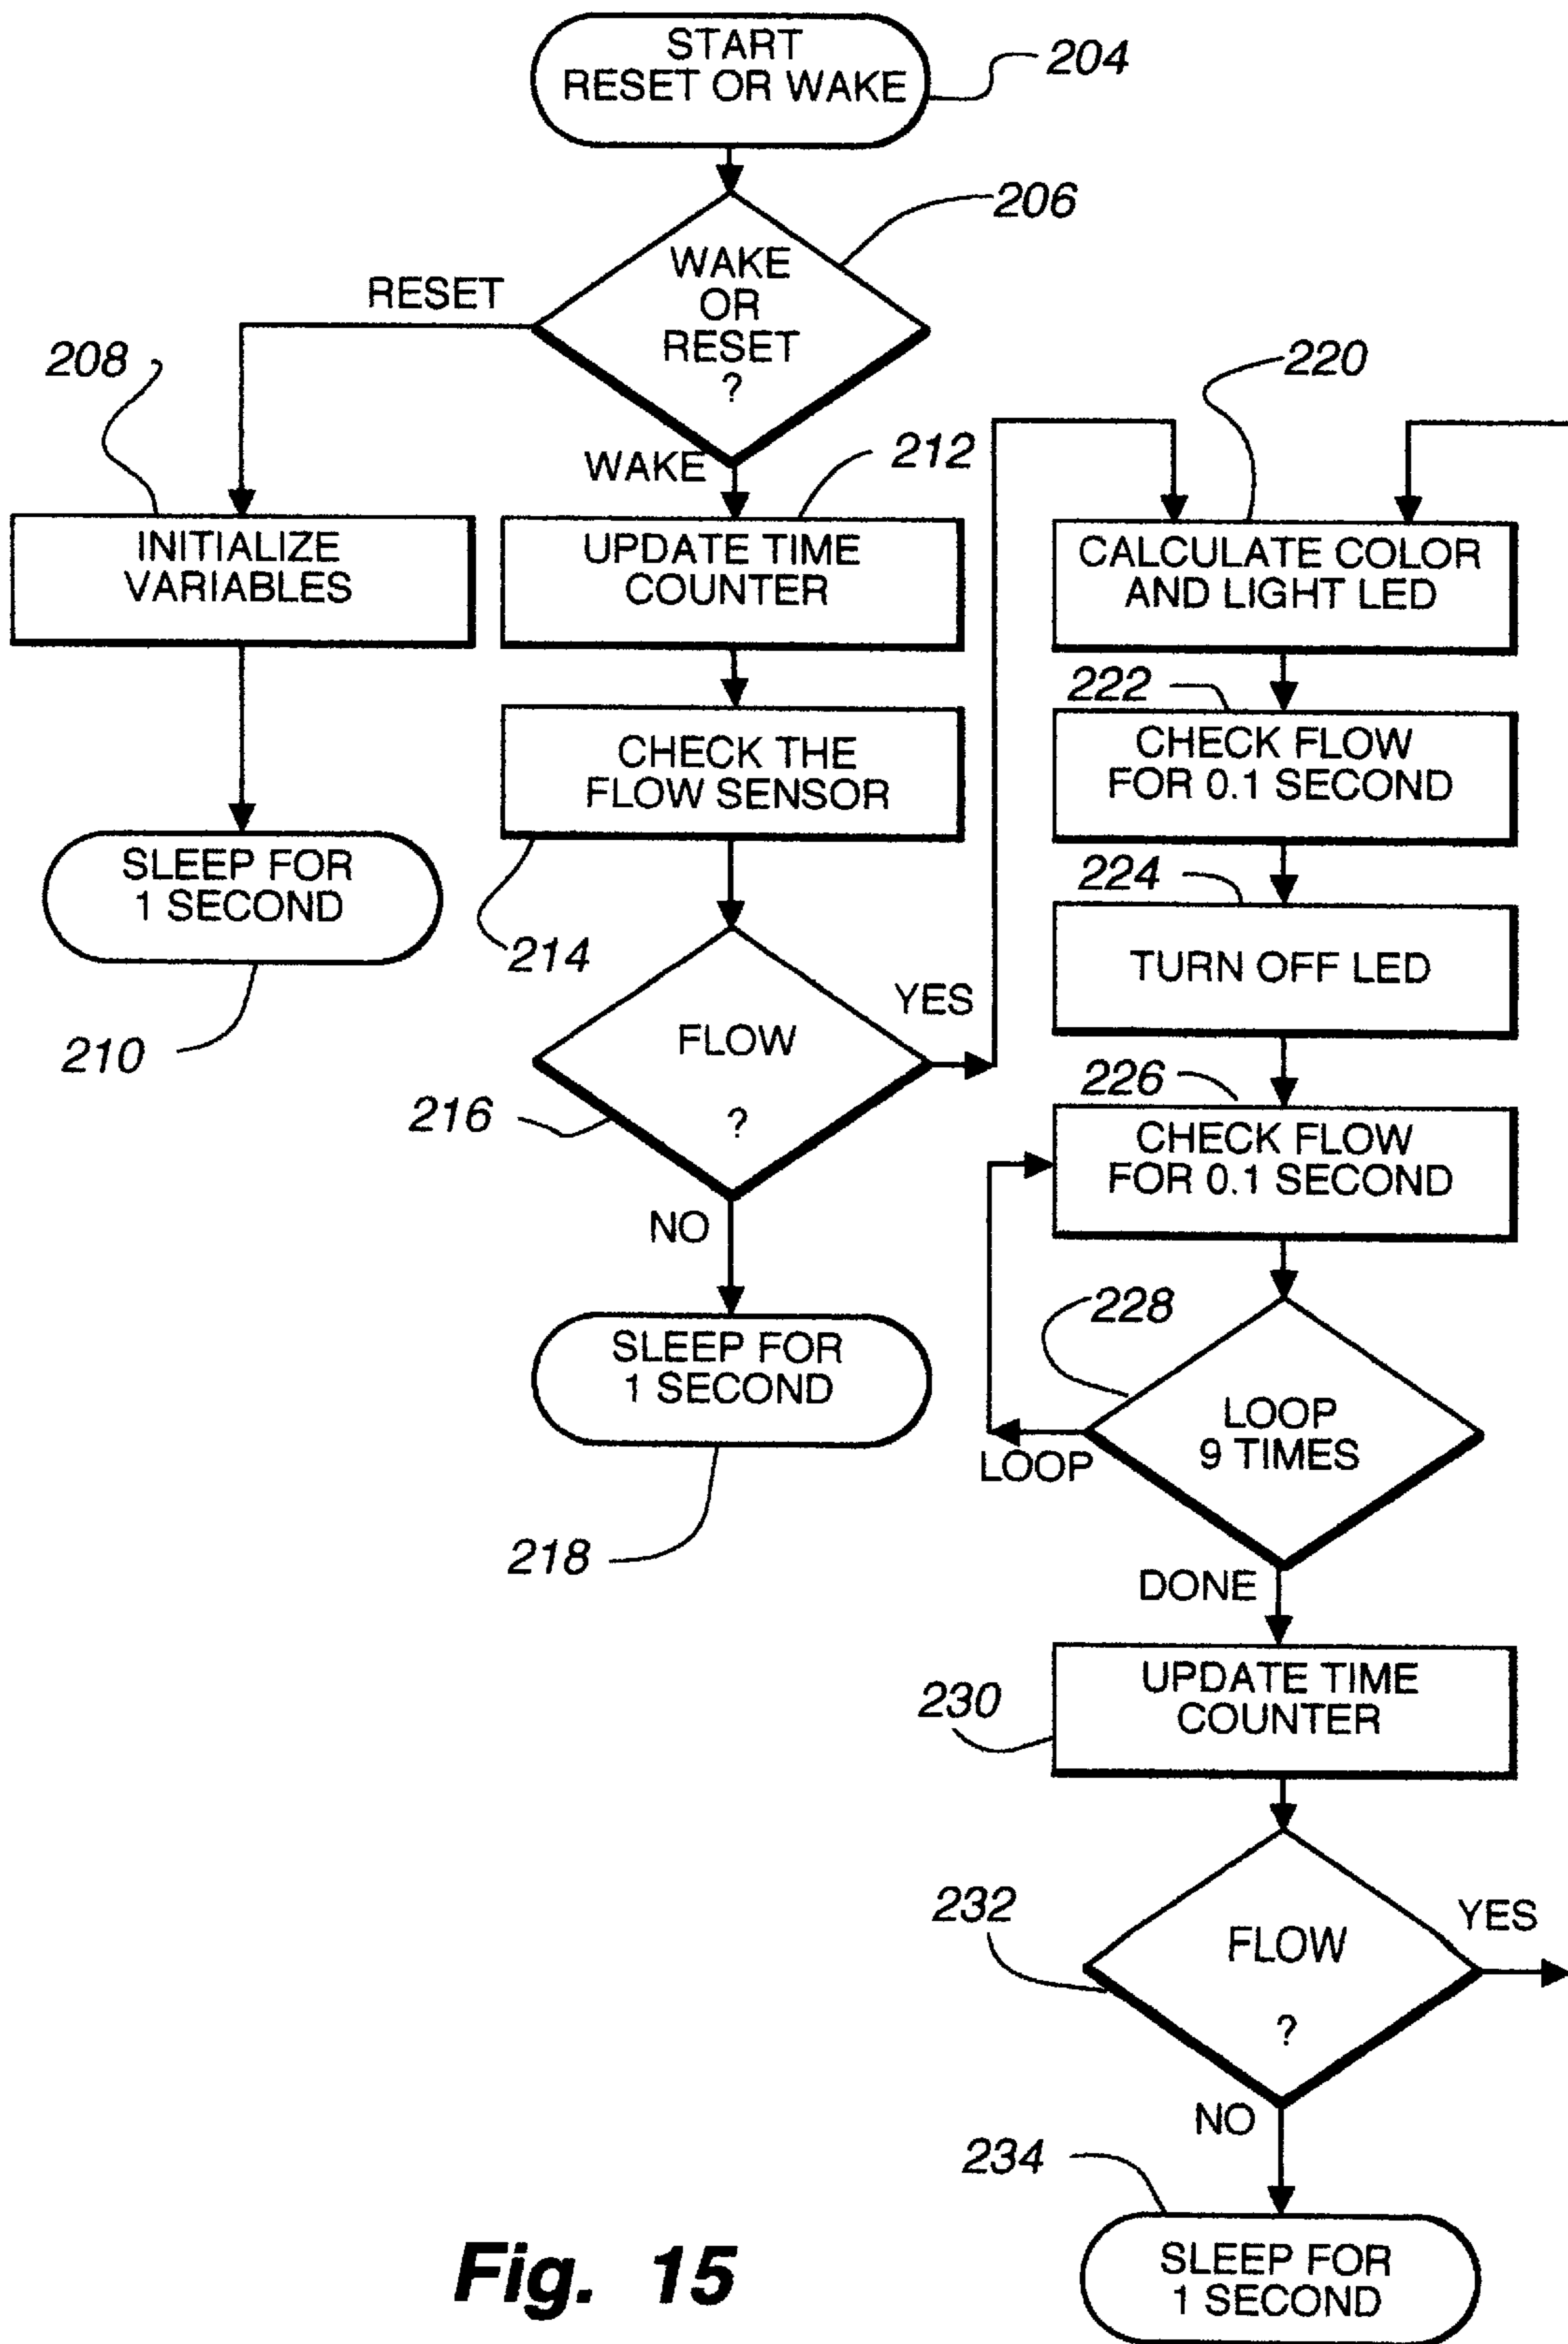 START
RESET OR WAKE
204
206
WAKE
OR
RESET
?
RESET
208
220
WAKE
212
INITIALIZE
VARIABLES
UPDATE TIME
COUNTER
CALCULATE COLOR
AND LIGHT LED
222
CHECK THE
FLOW SENSOR
CHECK FLOW
FOR 0.1 SECOND
SLEEP FOR
1 SECOND
224
214
TURN OFF LED
YES
210
FLOW
?
216
226
CHECK FLOW
FOR 0.1 SECOND
NO
228
SLEEP FOR
1 SECOND
LOOP
9 TIMES
LOOP
218
DONE
UPDATE TIME
COUNTER
230
232
YES
FLOW
?
NO
234
SLEEP FOR
1 SECOND
Fig. 15